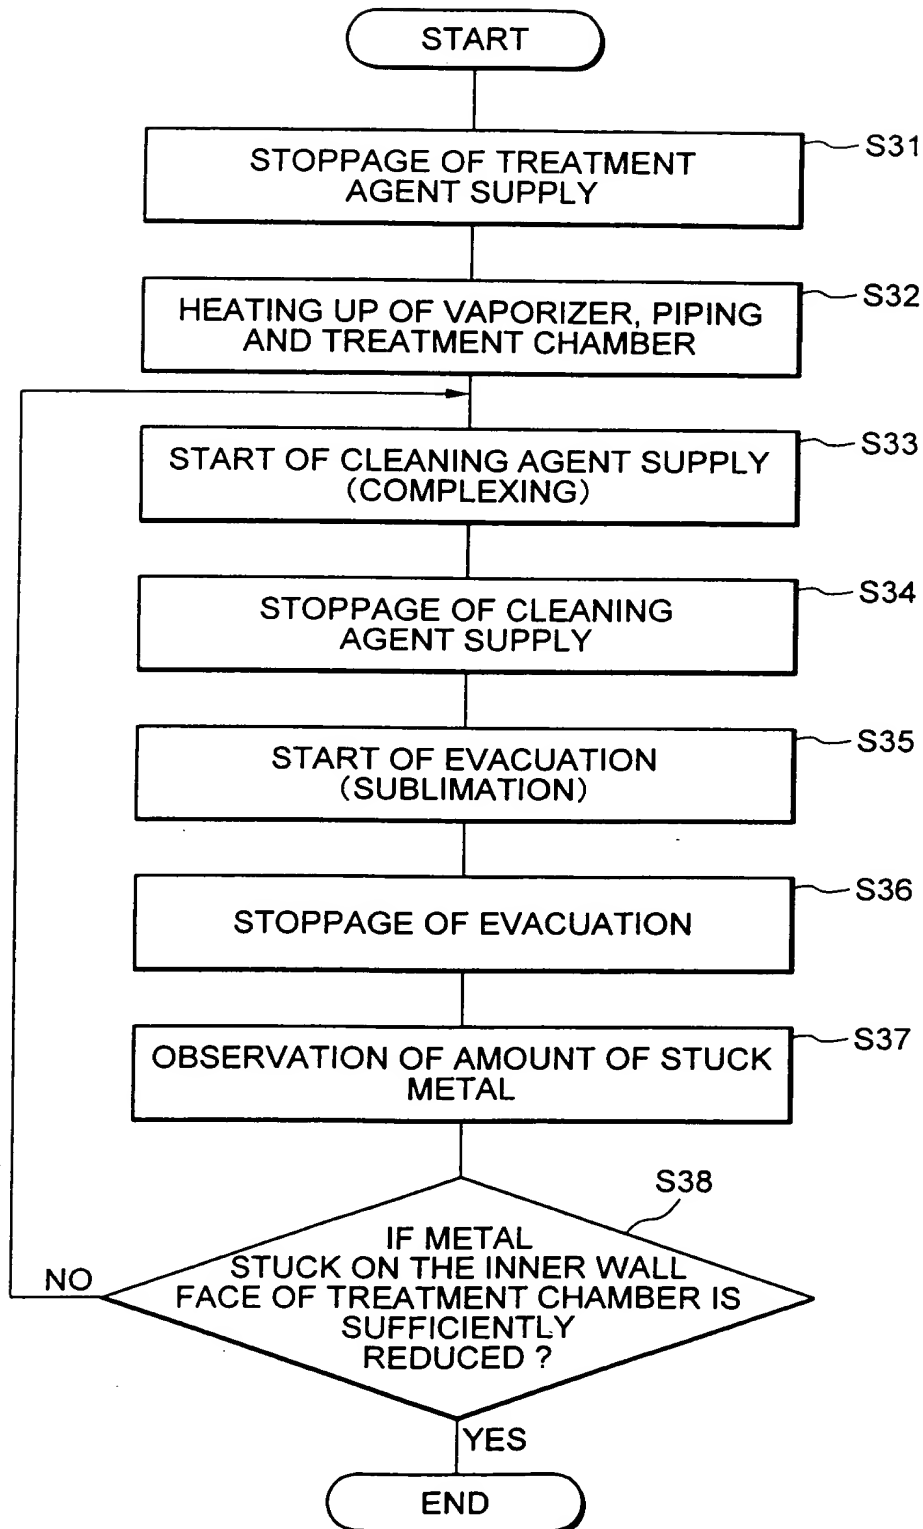 START
STOPPAGE OF TREATMENT
AGENT SUPPLY
S31
HEATING UP OF VAPORIZER, PIPING
AND TREATMENT CHAMBER
S32
START OF CLEANING AGENT SUPPLY
(COMPLEXING)
S33
STOPPAGE OF CLEANING
AGENT SUPPLY
S34
START OF EVACUATION
(SUBLIMATION)
S35
STOPPAGE OF EVACUATION
S36
OBSERVATION OF AMOUNT OF STUCK
METAL
S37
S38
IF METAL
STUCK ON THE INNER WALL
FACE OF TREATMENT CHAMBER IS
SUFFICIENTLY
REDUCED ?
NO
YES
END